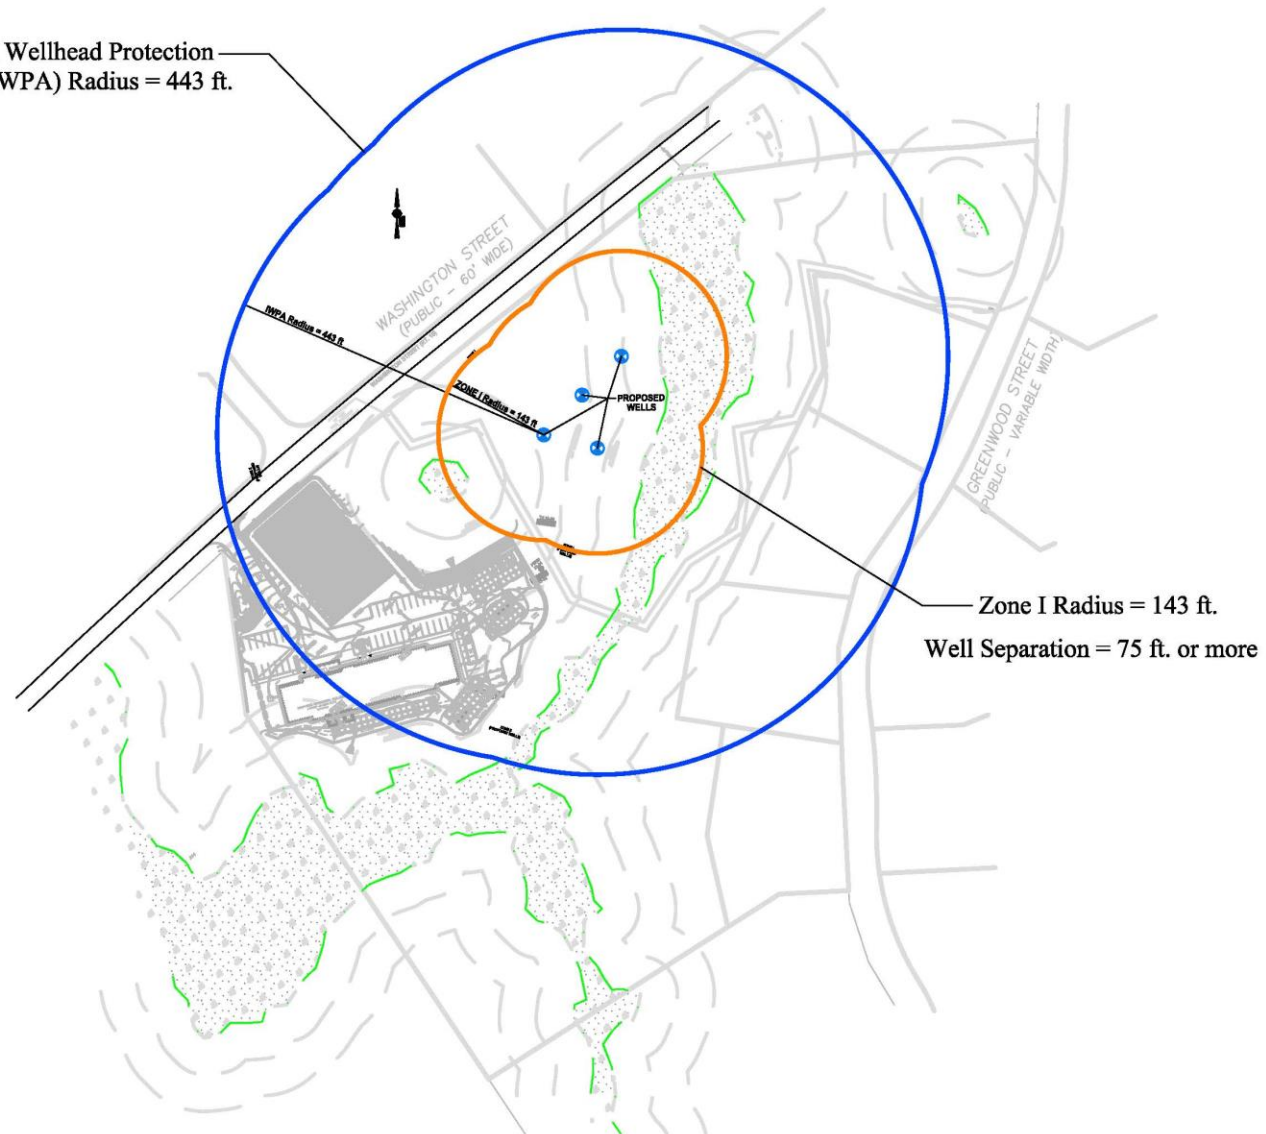 Wellhead Protection
WPA) Radius = 443 ft.
WASHINGTON STREET
(PUBLIC - 60' WIDE)
IWPA Radius = 443 ft
ZONE I Radius = 143 ft
PROPOSED
WELLS
GREENWOOD STREET
(PUBLIC - VARIABLE WIDTH)
Zone I Radius = 143 ft.
Well Separation = 75 ft. or more